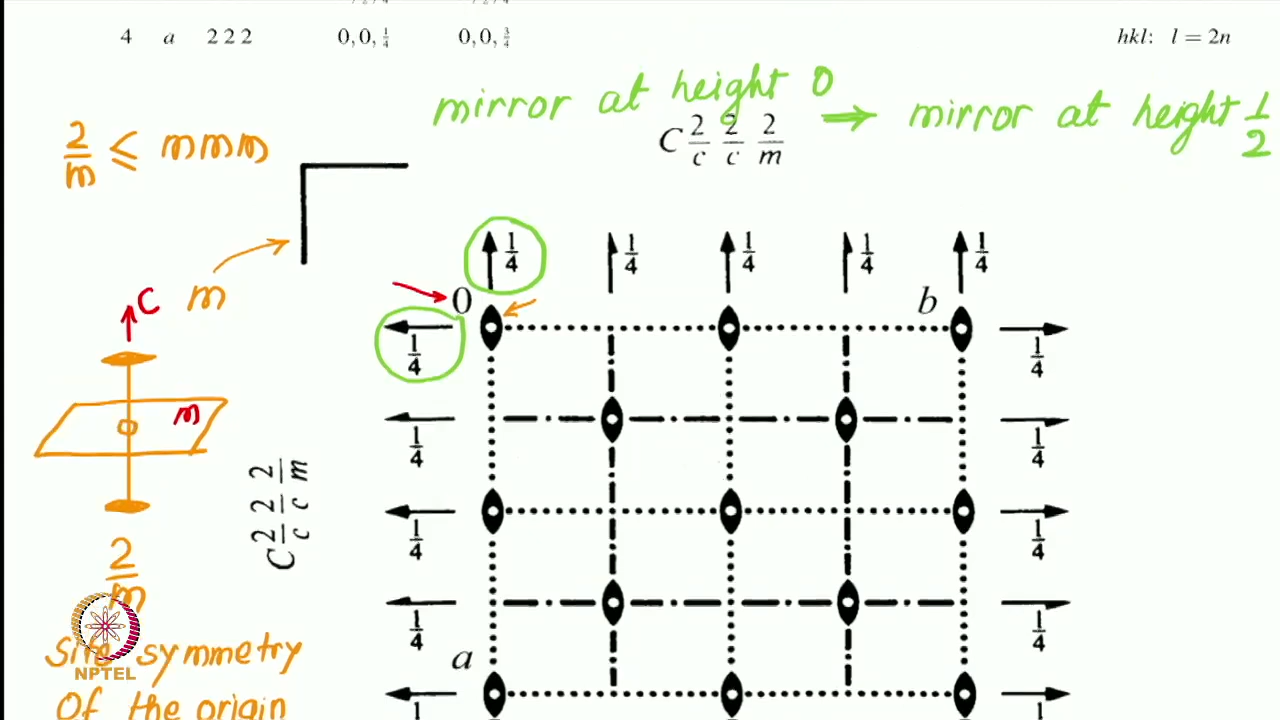 4 a 2 2 2 0, 0, 1/4 0, 0, 3/4 hkl: l = 2n
mirror at height 0 ⇒ mirror at height 1/2
C 2/c 2/c 2/m
2/m ≤ mmm
m
C
m
2/m
Site symmetry
Of the origin
NPTEL
C 2/c 2/c 2/m
1/4 1/4 1/4 1/4 1/4
0 b
1/4 1/4
1/4 1/4
1/4 1/4
1/4 1/4
a